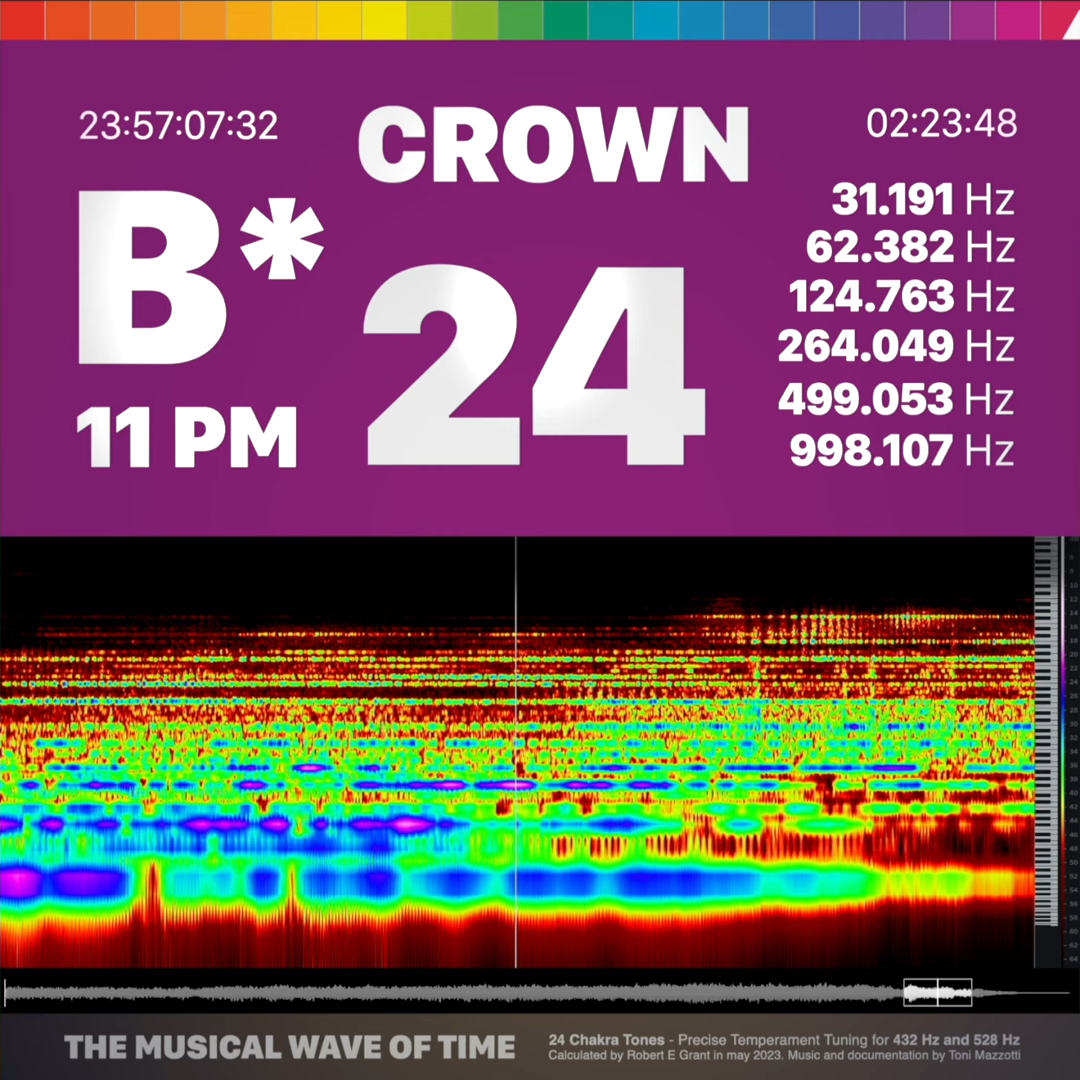 23:57:07:32
CROWN
02:23:48
B*
24
11 PM
31.191 Hz
62.382 Hz
124.763 Hz
264.049 Hz
499.053 Hz
998.107 Hz
THE MUSICAL WAVE OF TIME
24 Chakra Tones - Precise Temperament Tuning for 432 Hz and 528 Hz
Calculated by Robert E Grant in may 2023. Music and documentation by Toni Mazzotti